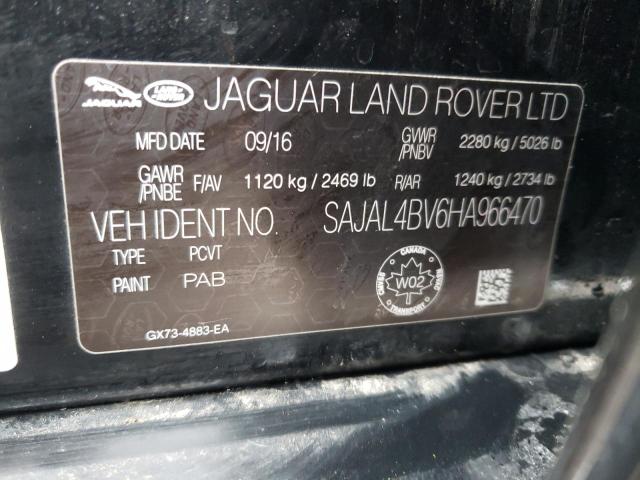 JAGUAR LAND ROVER JAGUAR LAND ROVER LTD
MFD DATE 09/16 GVWR /PNBV 2280 kg / 5026 lb
GAWR /PNBE F/AV 1120 kg / 2469 lb R/AR 1240 kg / 2734 lb
VEH IDENT NO. SAJAL4BV6HA966470
TYPE PCVT
PAINT PAB
CANADA
W02
TRANSPORT
GX73-4883-EA